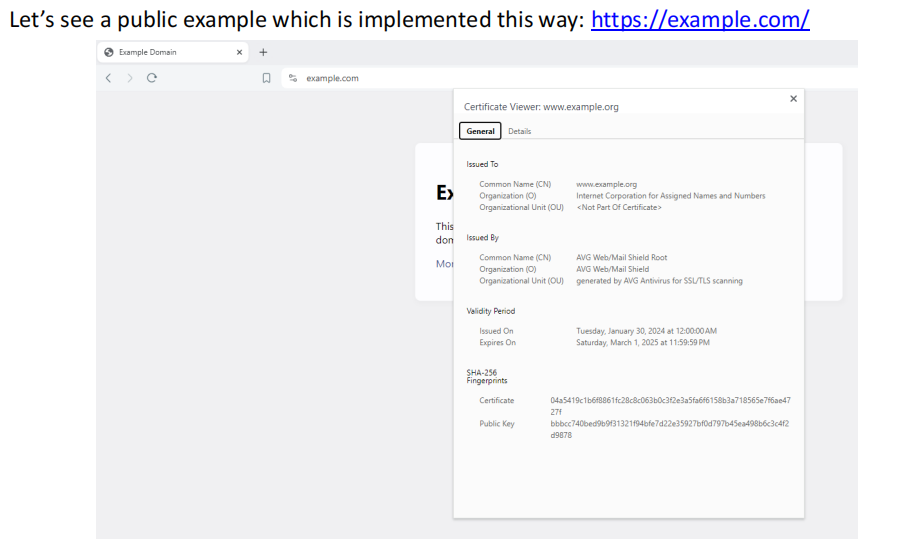 Let's see a public example which is implemented this way: https://example.com/
Example Domain
example.com
Certificate Viewer: www.example.org
General Details
Issued To
Common Name (CN) www.example.org
Organization (O) Internet Corporation for Assigned Names and Numbers
Organizational Unit (OU) <Not Part Of Certificate>
Issued By
Common Name (CN) AVG Web/Mail Shield Root
Organization (O) AVG Web/Mail Shield
Organizational Unit (OU) generated by AVG Antivirus for SSL/TLS scanning
Validity Period
Issued On Tuesday, January 30, 2024 at 12:00:00 AM
Expires On Saturday, March 1, 2025 at 11:59:59 PM
SHA-256
Fingerprints
Certificate 04a5419c1b6f8861fc28c8c063b0c3f2e3a5fa6f6158b3a718565e7f6ae47
27f
Public Key bbbcc740bed9b9f31321f94bfe7d22e35927bf0d797b45ea498b6c3c4f2
d9878
Ex
This
dom
Mor